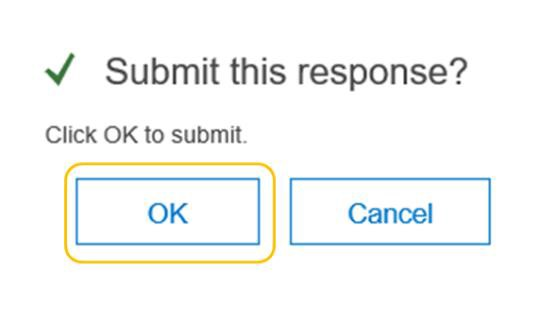 Submit this response?
Click OK to submit.
OK Cancel